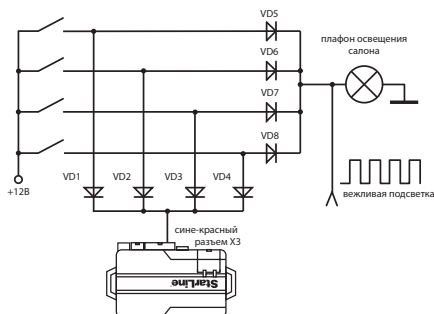 VD5
плафон освещения
салона
VD6
VD7
VD8
VD1
VD2
VD3
VD4
+12В
вежливая подсветка
сине-красный
разъем X3
StarLine